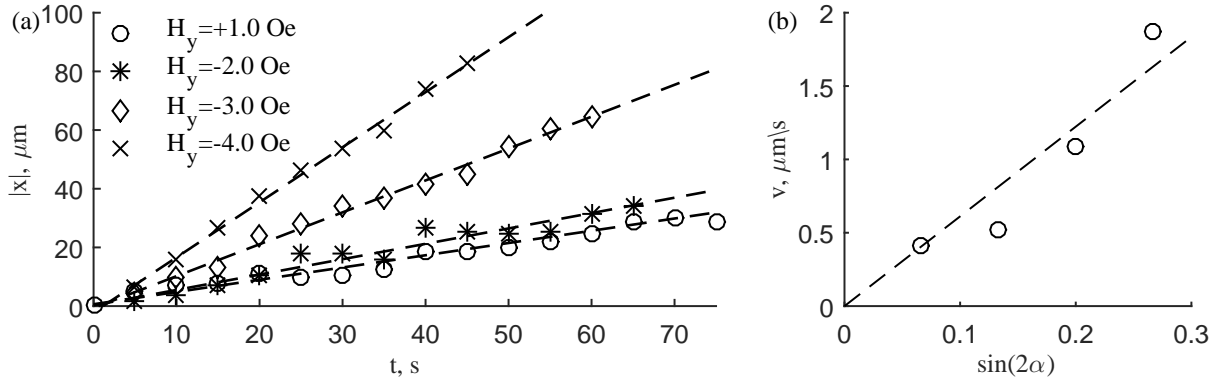 (a)
100
80
60
40
20
0
|x|, μm
H_y=+1.0 Oe
H_y=-2.0 Oe
H_y=-3.0 Oe
H_y=-4.0 Oe
0 10 20 30 40 50 60 70
t, s
(b)
2
1.5
1
0.5
0
v, μm\s
0 0.1 0.2 0.3
sin(2α)